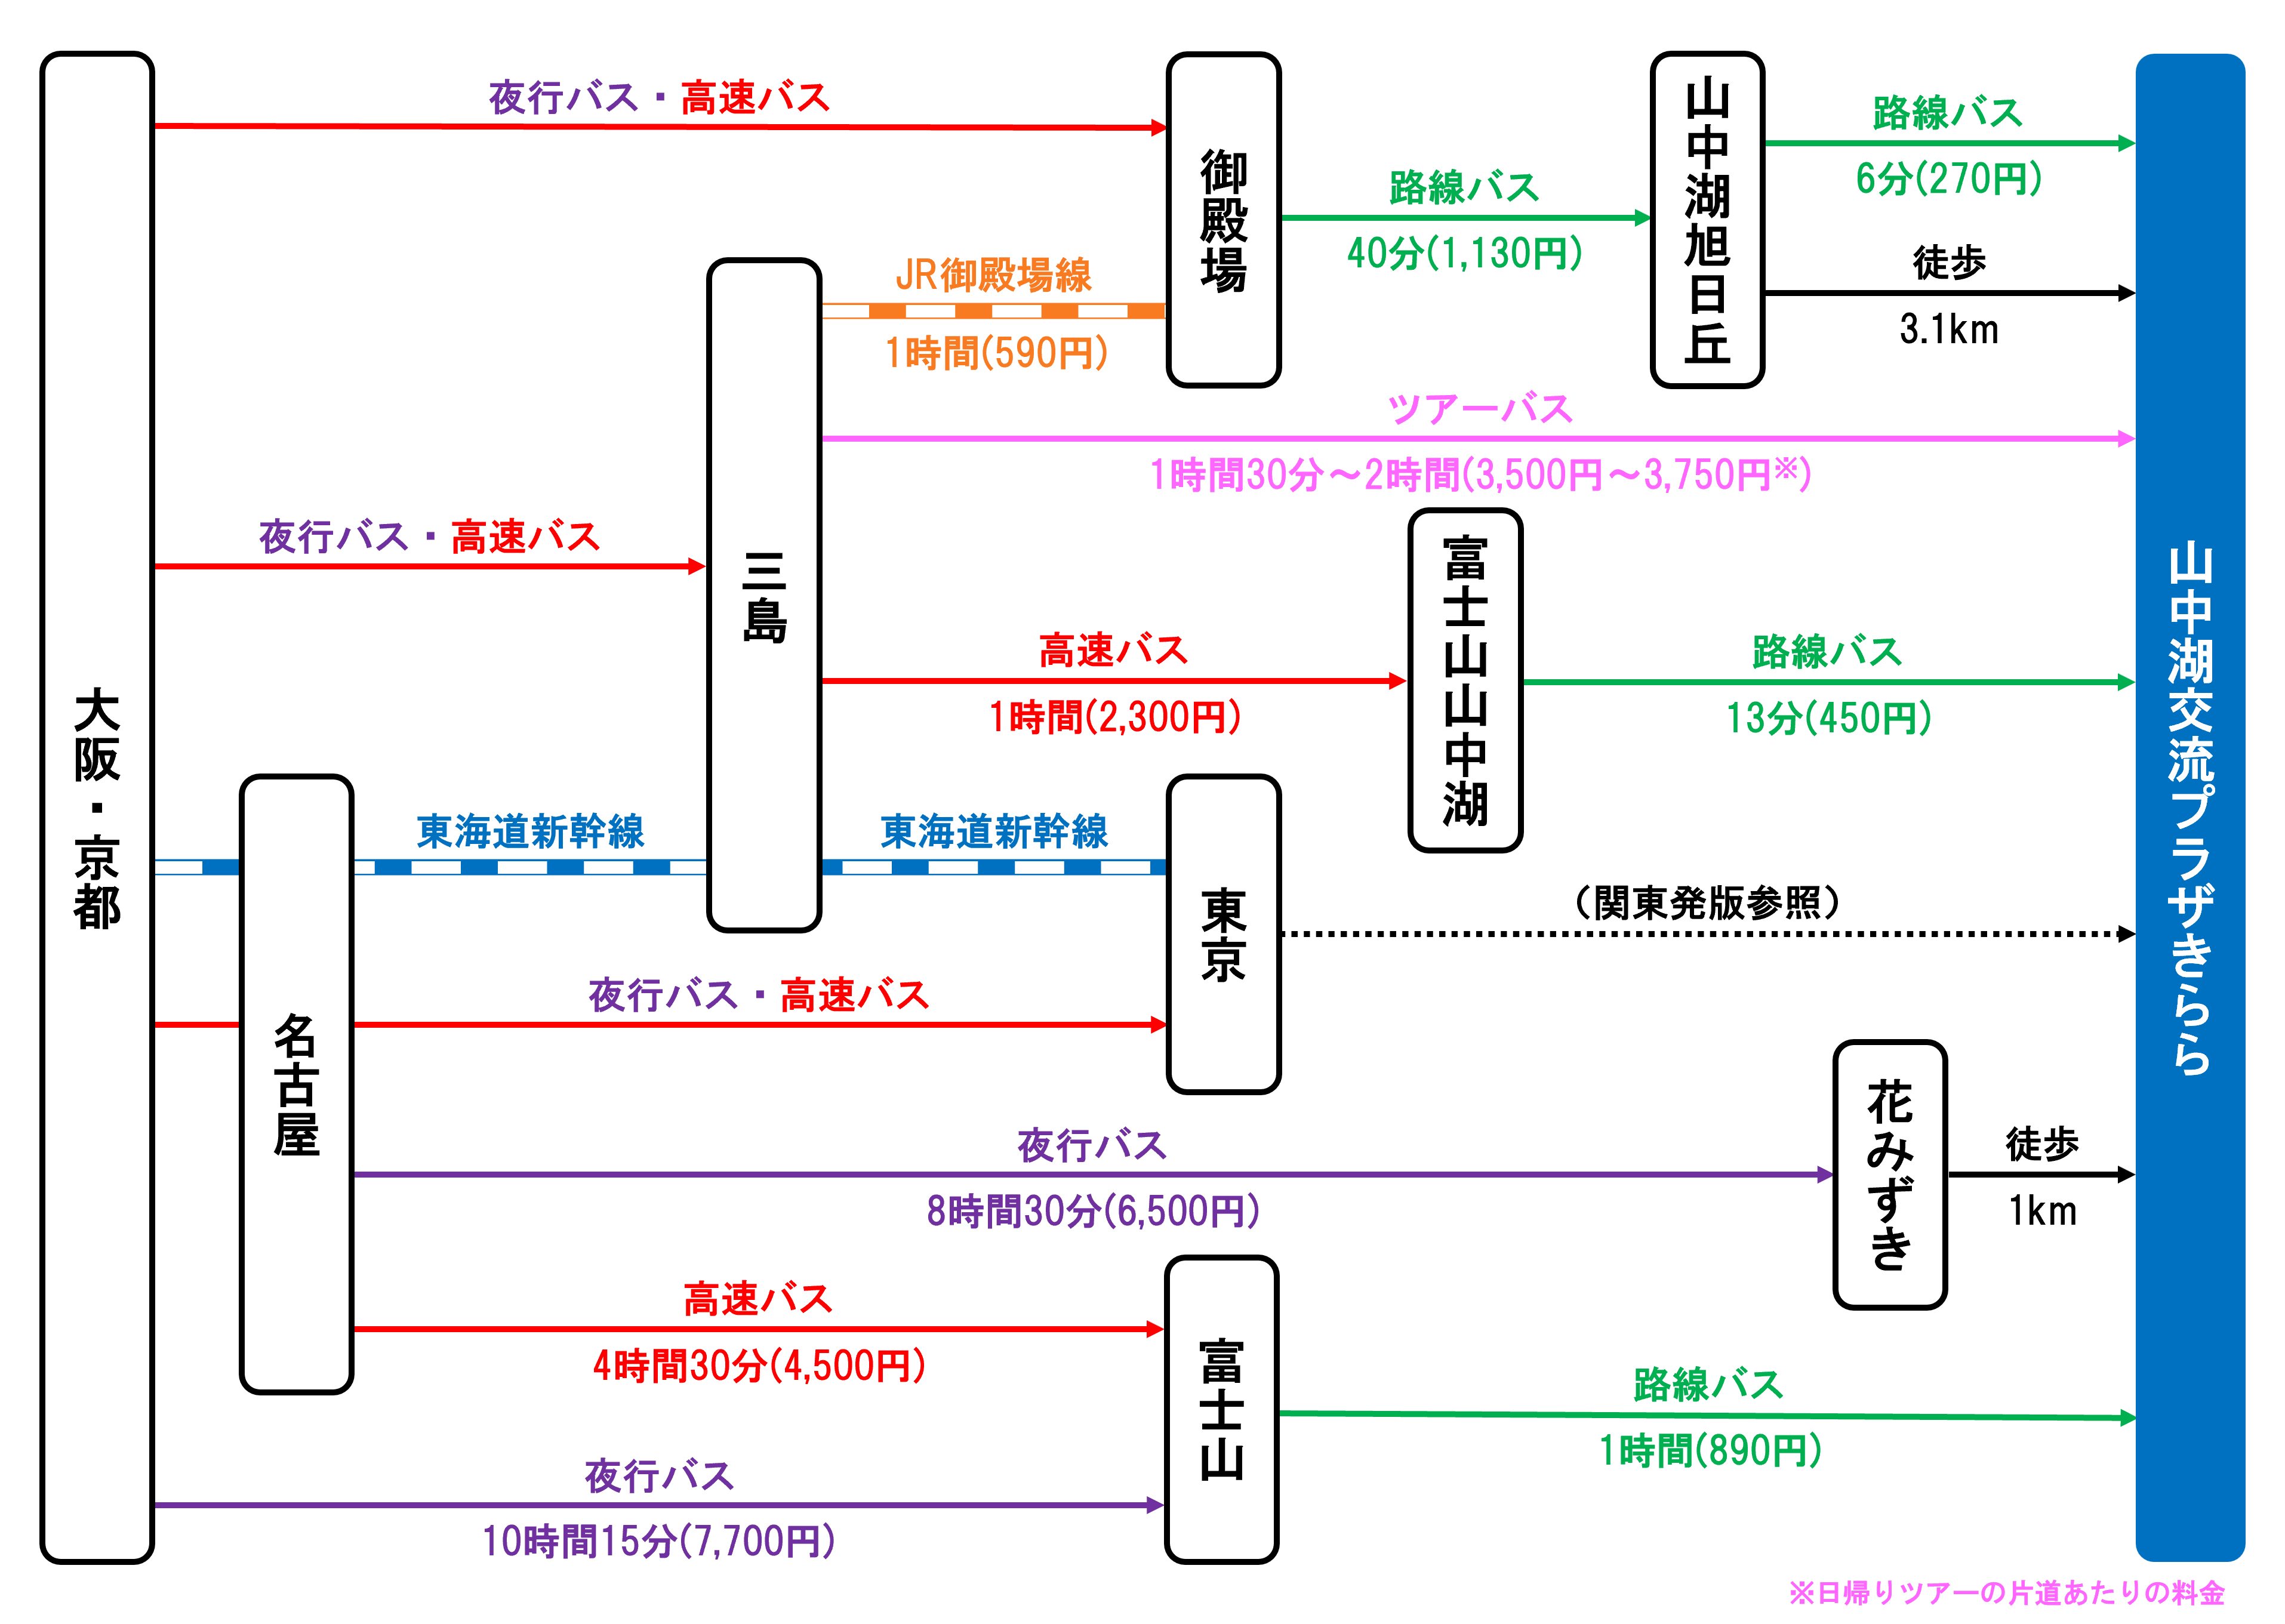 大阪・京都
夜行バス・高速バス
御殿場
路線バス
40分(1,130円)
山中湖旭日丘
路線バス
6分(270円)
徒歩
3.1km
JR御殿場線
1時間(590円)
ツアーバス
1時間30分～2時間(3,500円～3,750円※)
夜行バス・高速バス
三島
高速バス
1時間(2,300円)
富士山山中湖
路線バス
13分(450円)
山中湖交流プラザきらら
名古屋
東海道新幹線
東海道新幹線
東京
(関東発版参照)
夜行バス・高速バス
夜行バス
8時間30分(6,500円)
花みずき
徒歩
1km
高速バス
4時間30分(4,500円)
富士山
路線バス
1時間(890円)
夜行バス
10時間15分(7,700円)
※日帰りツアーの片道あたりの料金